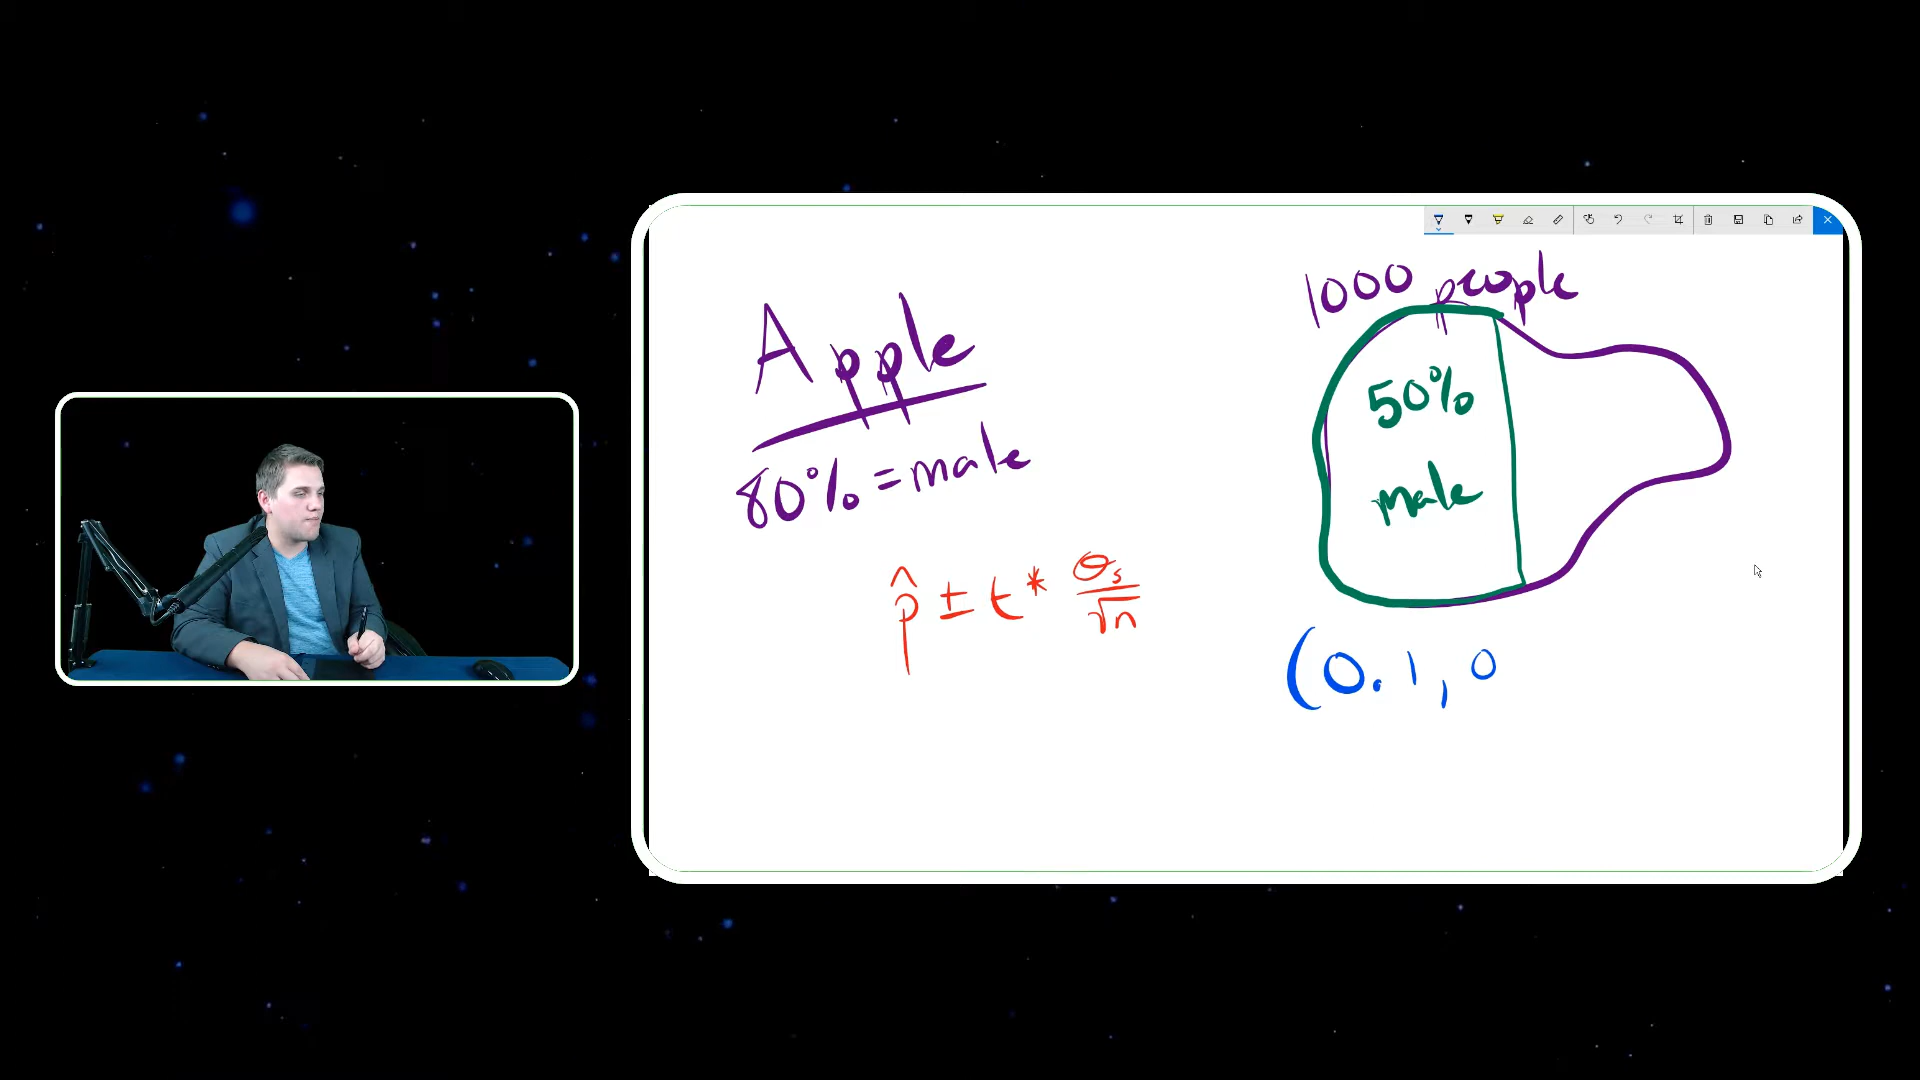 Apple
80% = male
p̂ ± t* σs/√n
1000 people
50%
male
(0.1, 0